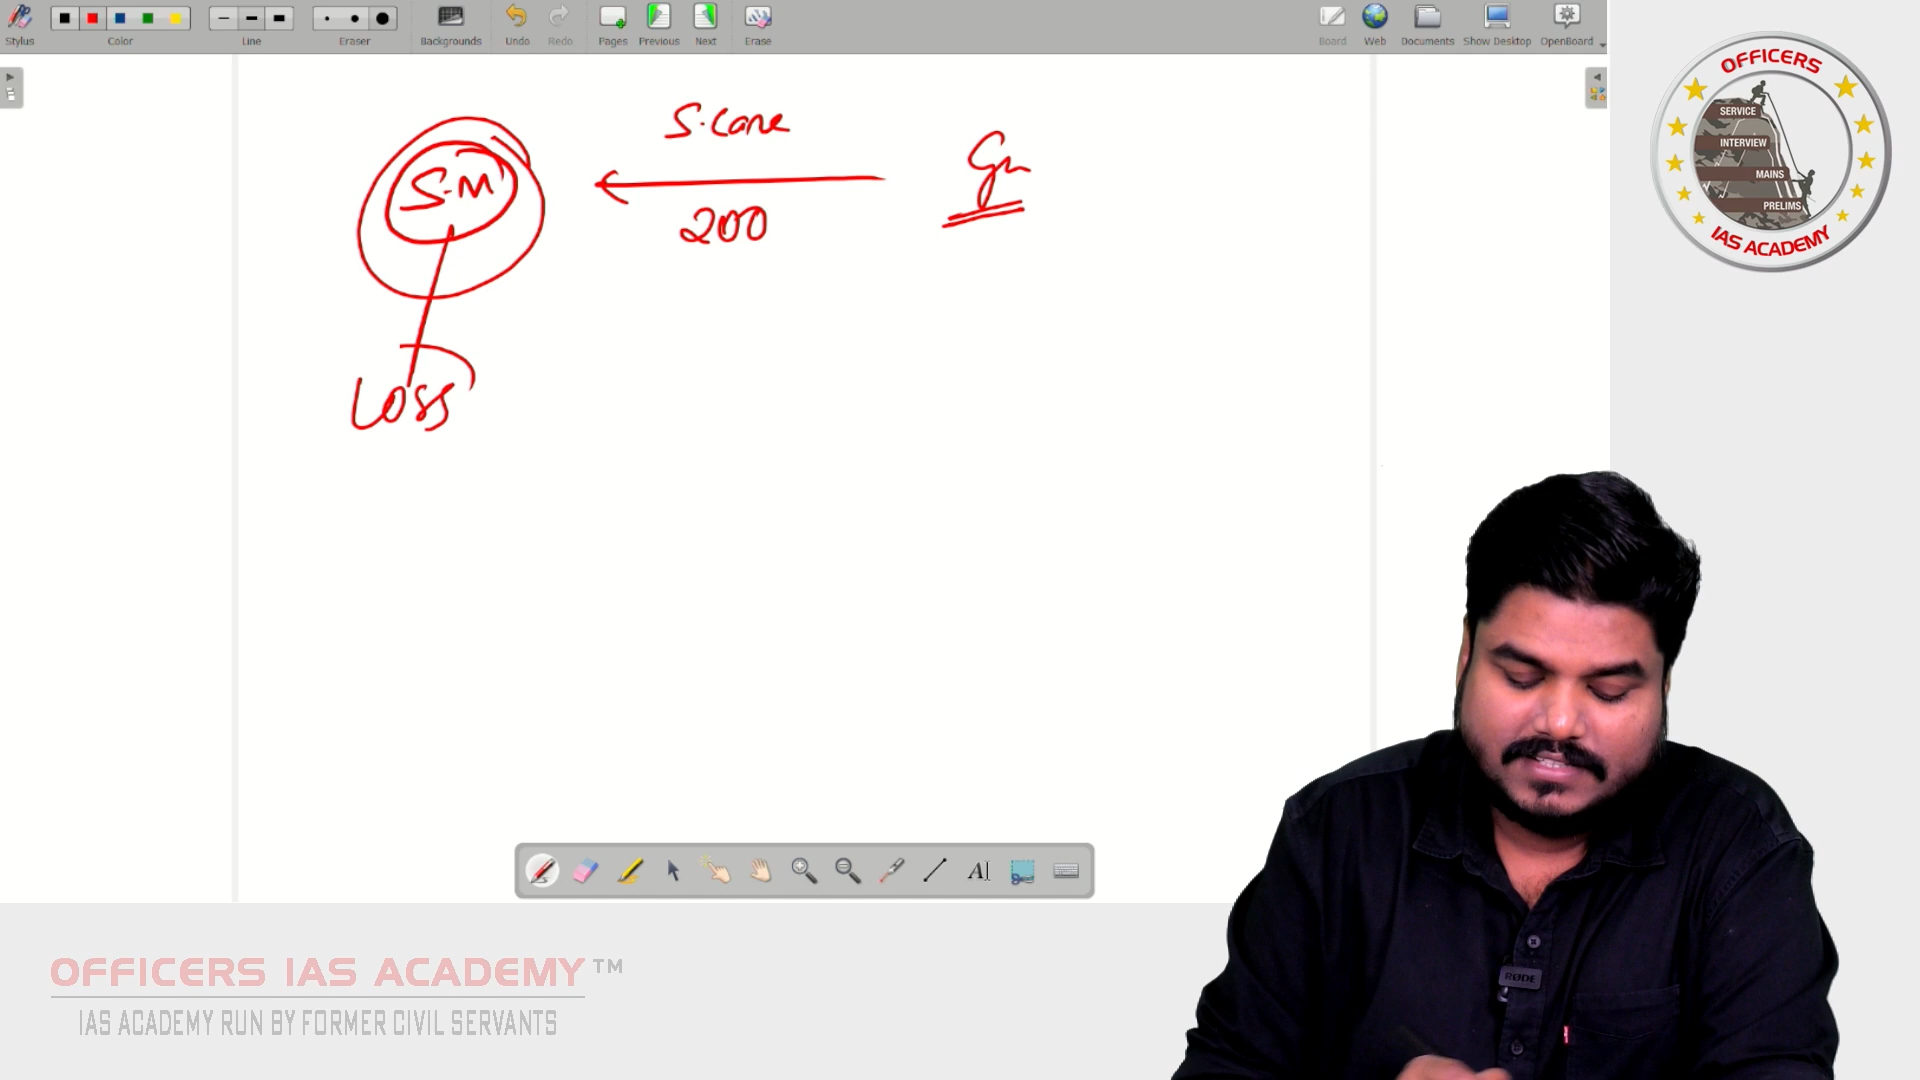 Stylus
Color
Line
Eraser
Backgrounds
Undo
Redo
Pages
Previous
Next
Erase
Board
Web
Documents
Show Desktop
OpenBoard
S.M
S.Cane
200
Loss
OFFICERS
SERVICE
INTERVIEW
MAINS
PRELIMS
IAS ACADEMY
RØDE
OFFICERS IAS ACADEMY™
IAS ACADEMY RUN BY FORMER CIVIL SERVANTS